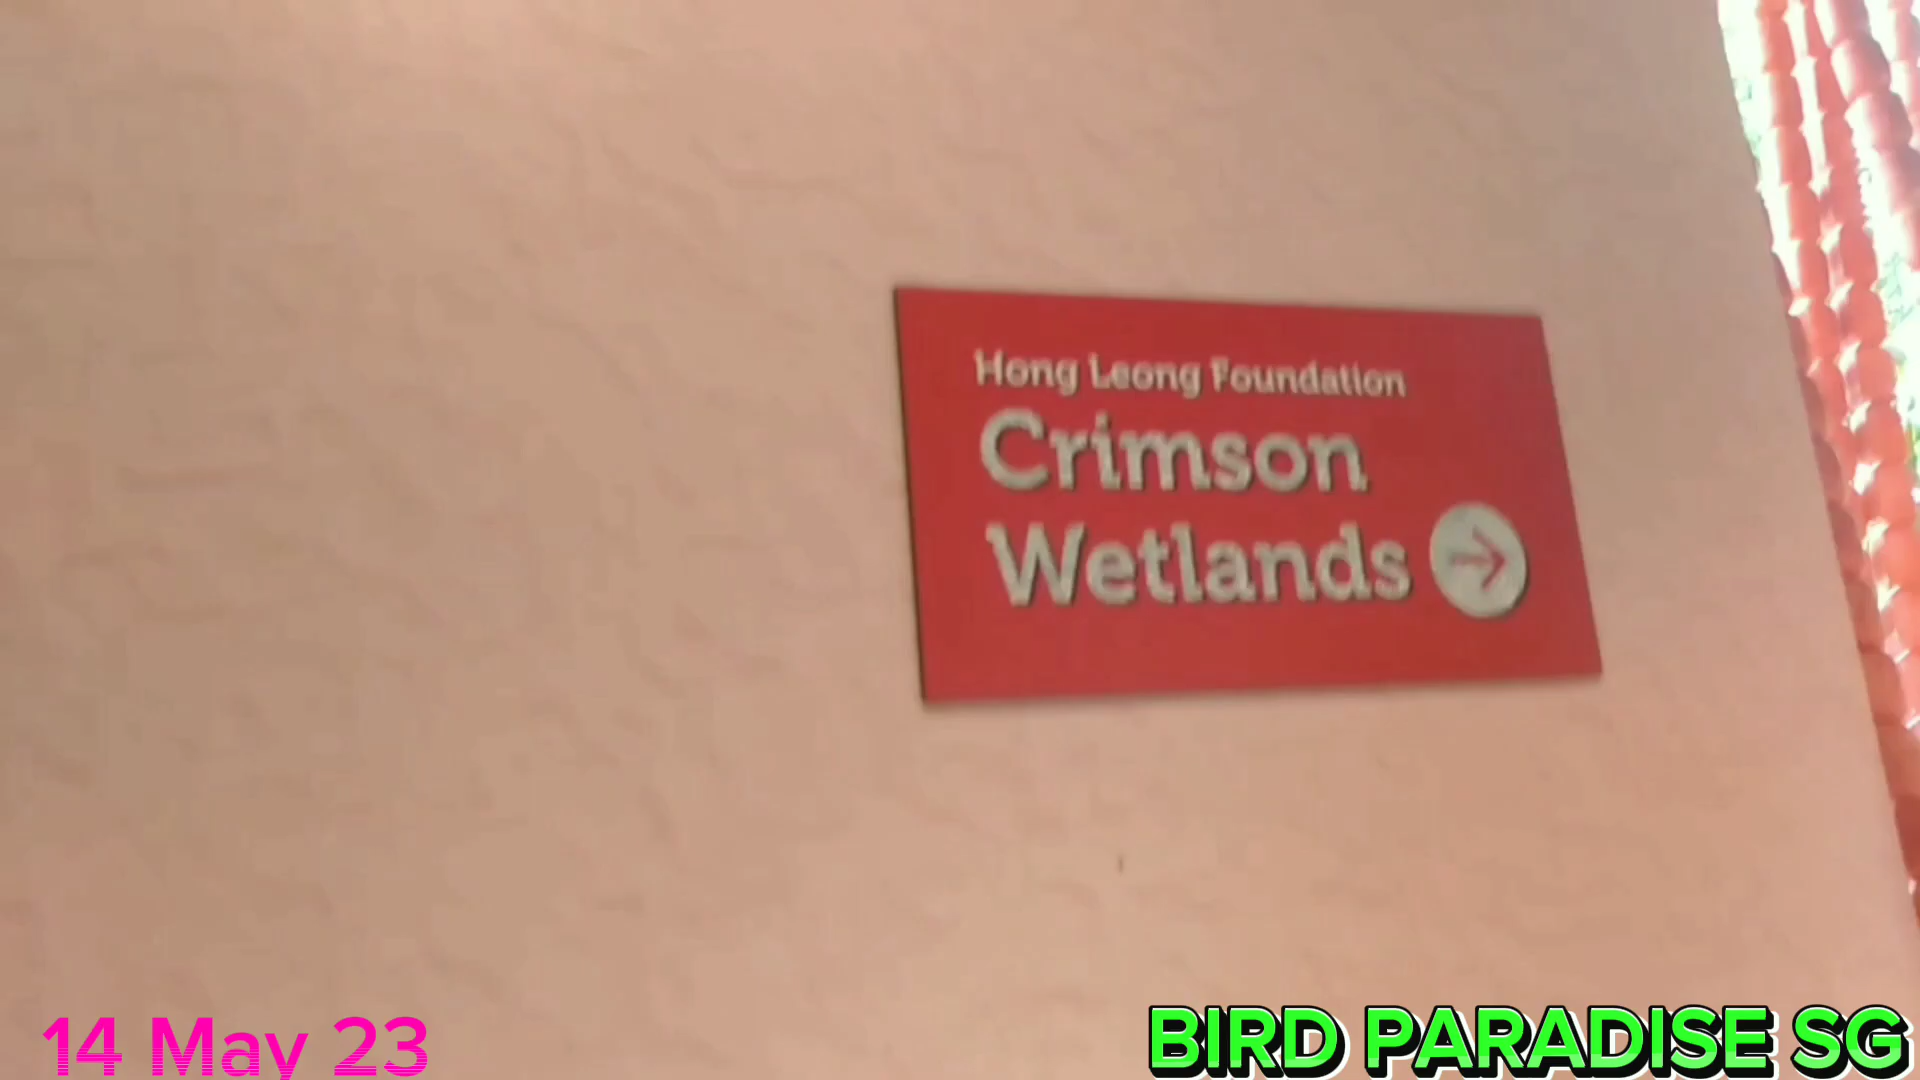 Hong Leong Foundation
Crimson
Wetlands
14 May 23
BIRD PARADISE SG